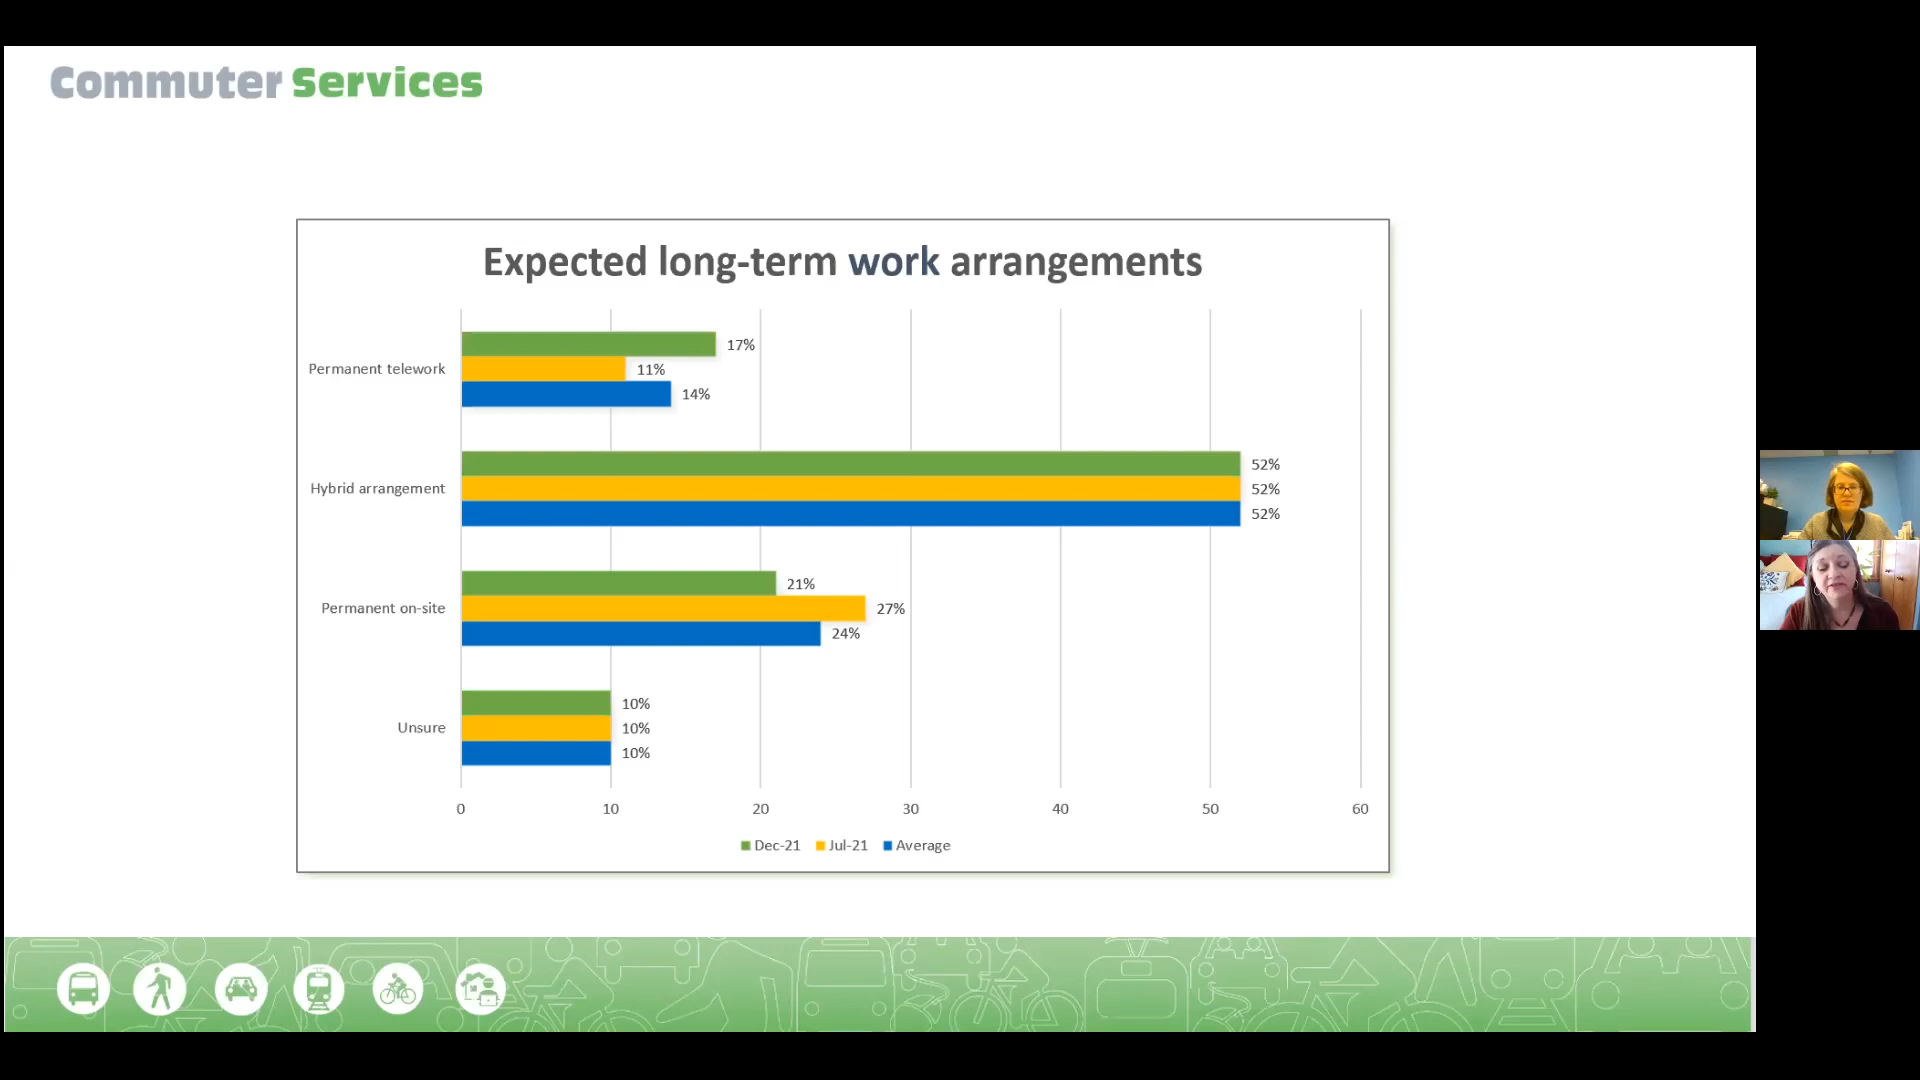 Commuter Services
Expected long-term work arrangements
Permanent telework
17%
11%
14%
Hybrid arrangement
52%
52%
52%
Permanent on-site
21%
27%
24%
Unsure
10%
10%
10%
0 10 20 30 40 50 60
Dec-21 Jul-21 Average